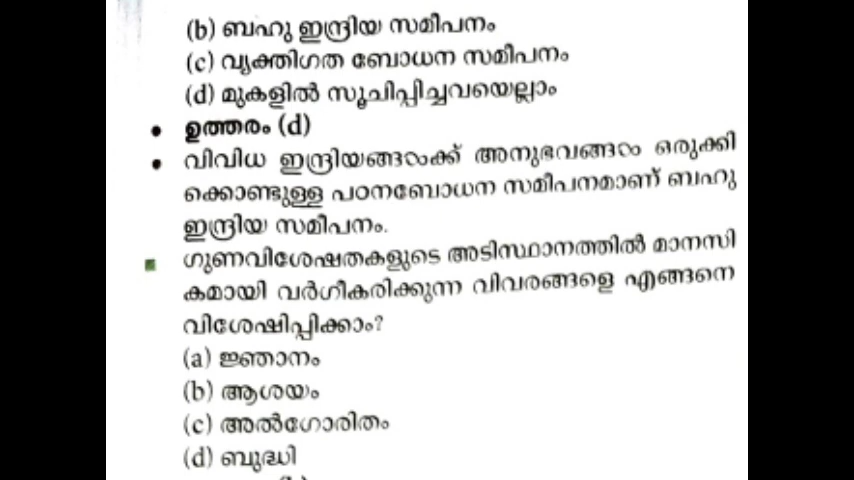 (b) ബഹു ഇന്ദ്രിയ സമീപനം
(c) വ്യക്തിഗത ബോധന സമീപനം
(d) മുകളിൽ സൂചിപ്പിച്ചവയെല്ലാം
• ഉത്തരം (d)
• വിവിധ ഇന്ദ്രിയങ്ങൾക്ക് അനുഭവങ്ങൾ ഒരുക്കി
ക്കൊണ്ടുള്ള പഠനബോധന സമീപനമാണ് ബഹു
ഇന്ദ്രിയ സമീപനം.
■ ഗുണവിശേഷതകളുടെ അടിസ്ഥാനത്തിൽ മാനസി
കമായി വർഗീകരിക്കുന്ന വിവരങ്ങളെ എങ്ങനെ
വിശേഷിപ്പിക്കാം?
(a) ജ്ഞാനം
(b) ആശയം
(c) അൽഗോരിതം
(d) ബുദ്ധി